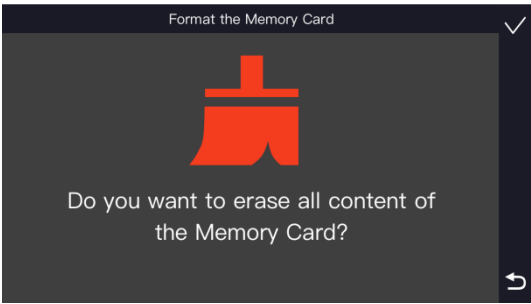 Format the Memory Card
Do you want to erase all content of
the Memory Card?